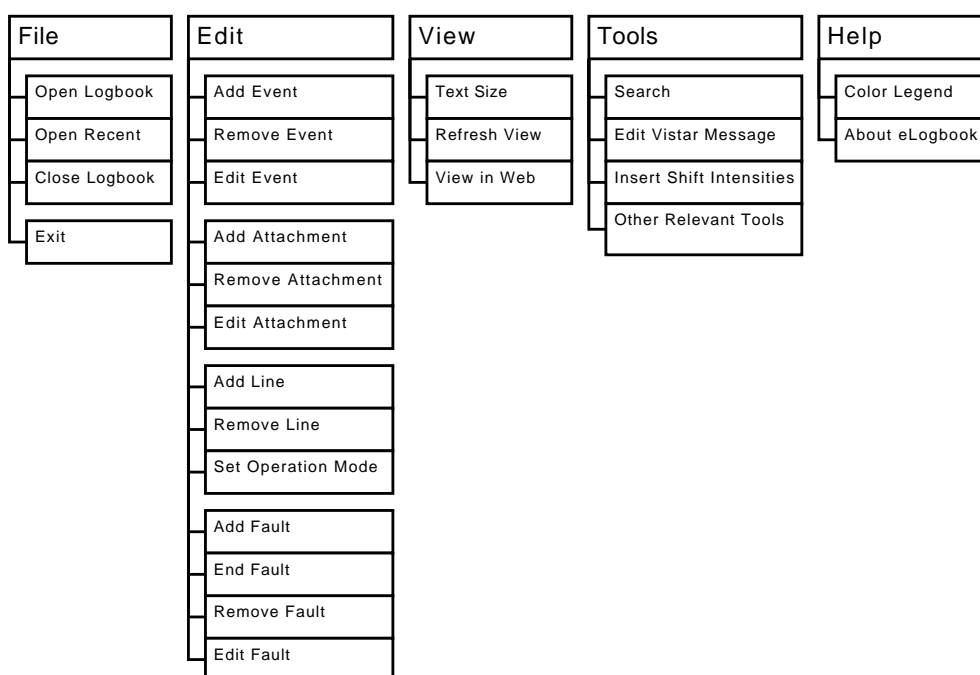 File
Open Logbook
Open Recent
Close Logbook
Exit
Edit
Add Event
Remove Event
Edit Event
Add Attachment
Remove Attachment
Edit Attachment
Add Line
Remove Line
Set Operation Mode
Add Fault
End Fault
Remove Fault
Edit Fault
View
Text Size
Refresh View
View in Web
Tools
Search
Edit Vistar Message
Insert Shift Intensities
Other Relevant Tools
Help
Color Legend
About eLogbook